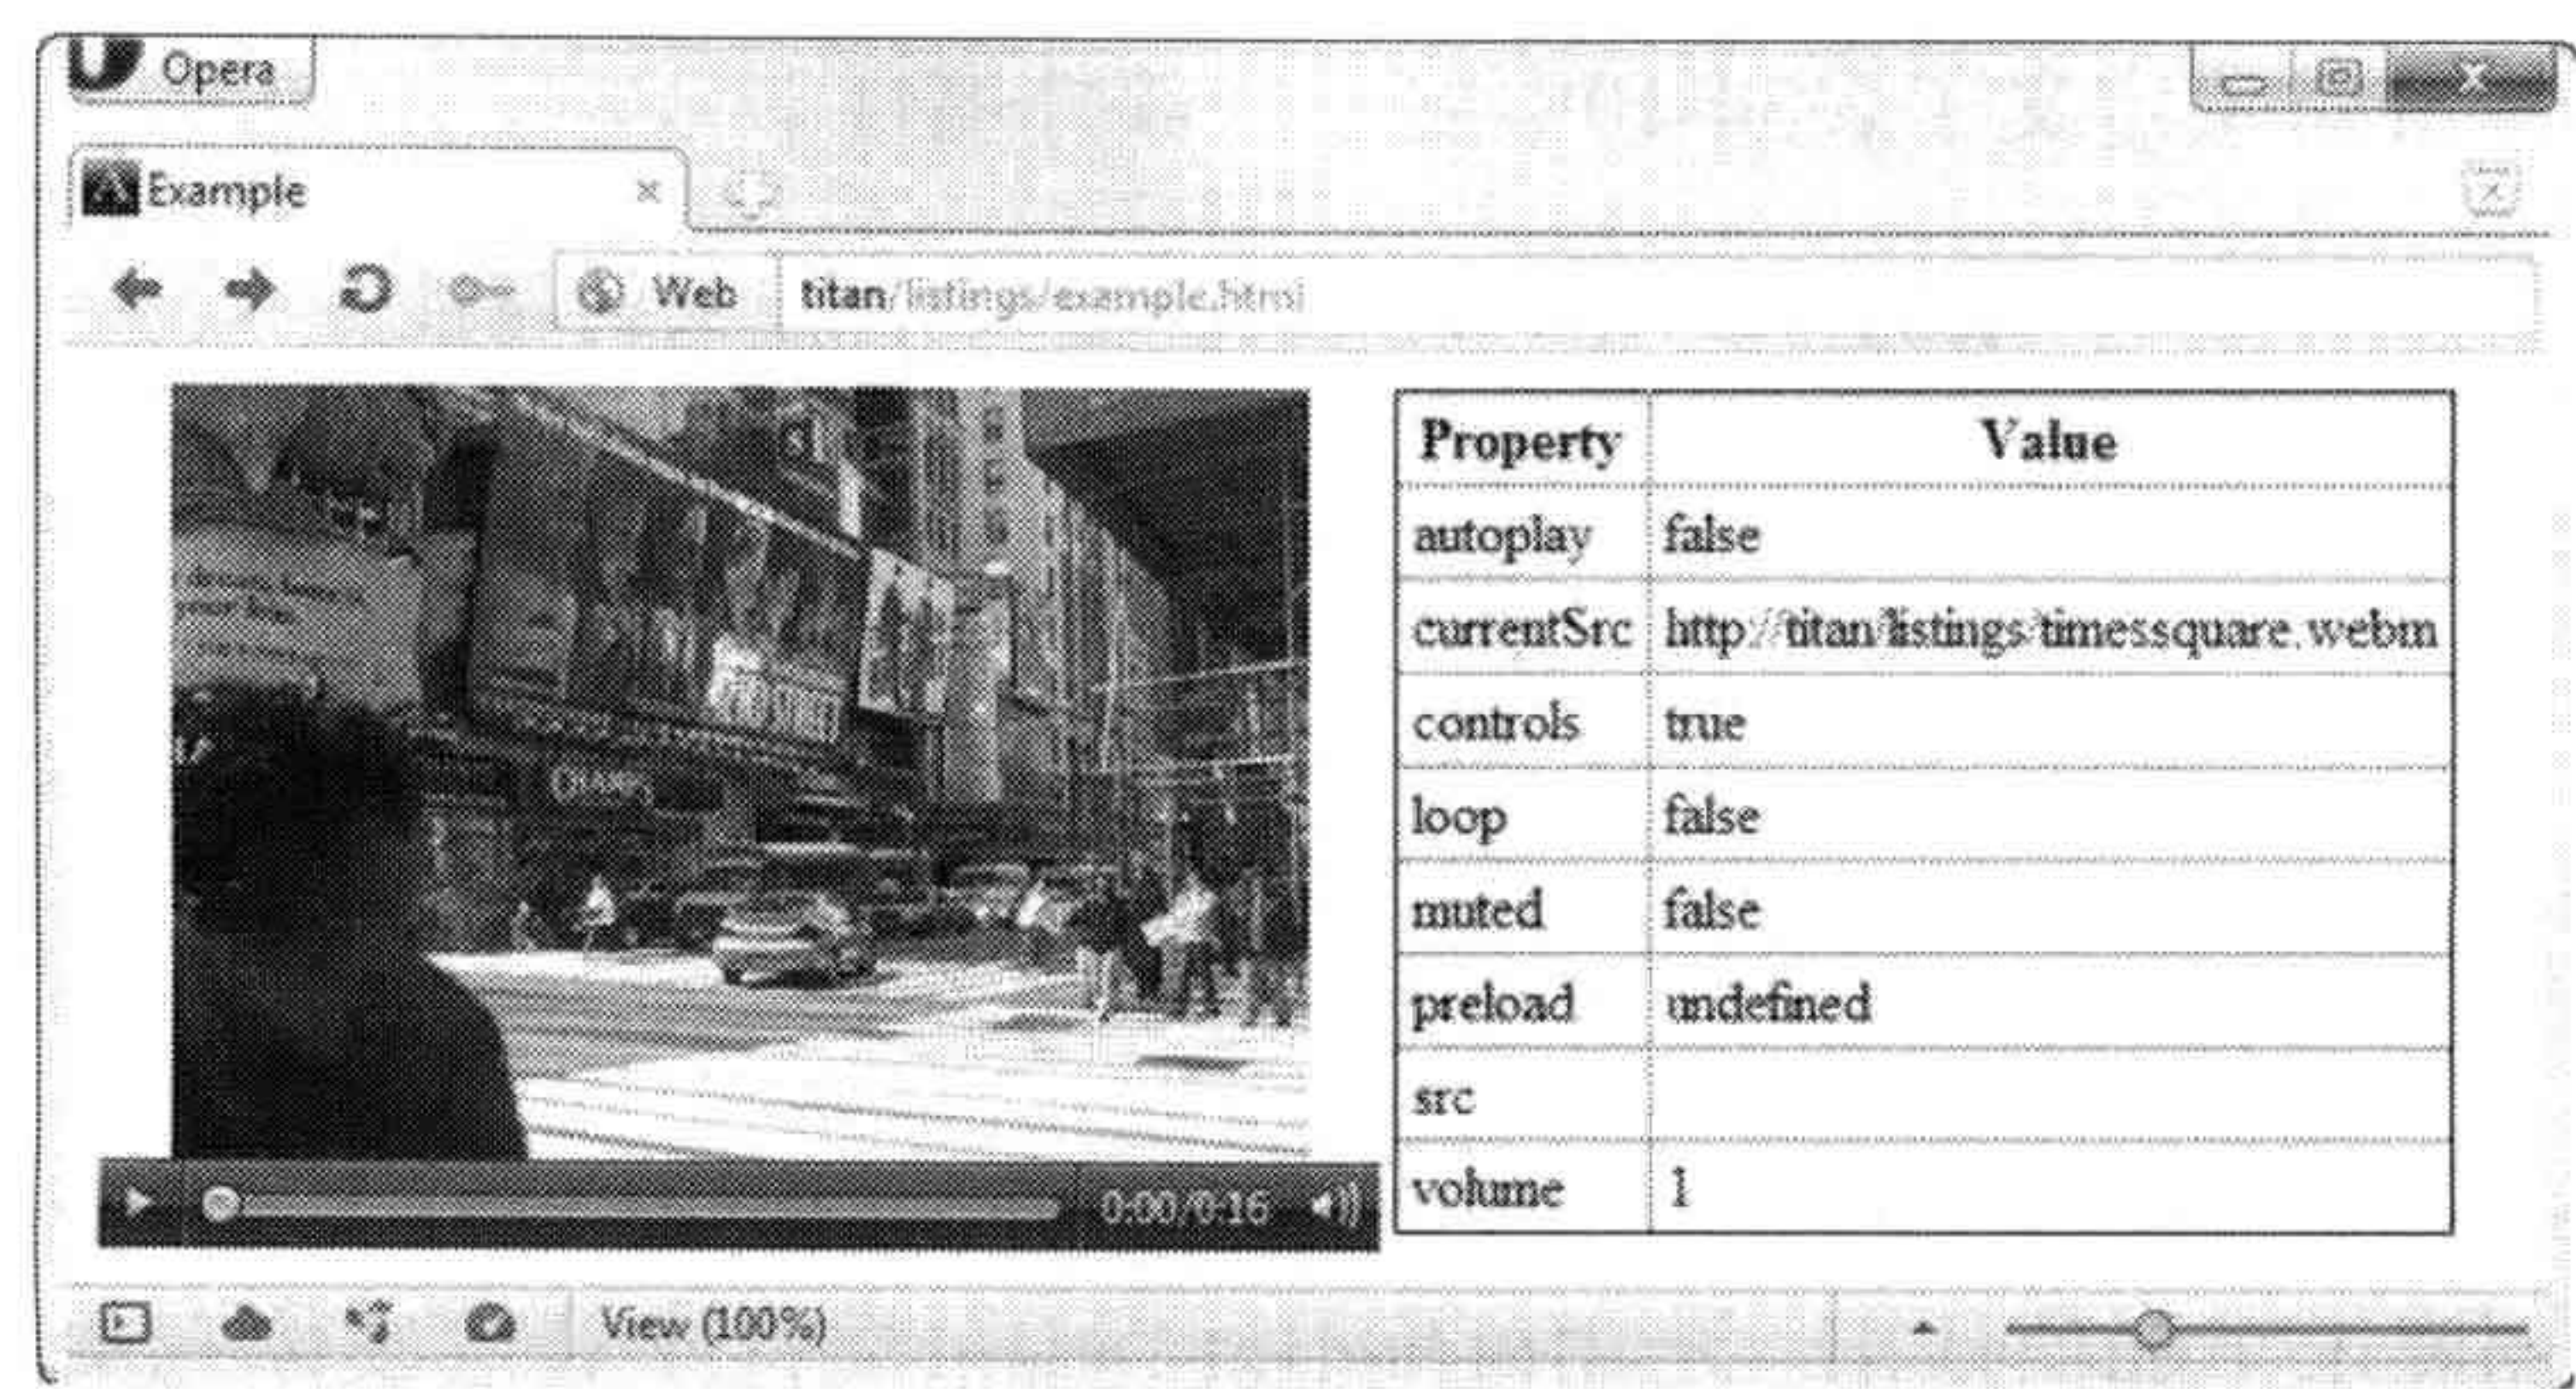 Opera
Example
Web titan/listings/example.html
Property Value
autoplay false
currentSrc http://titan/listings/timessquare.webm
controls true
loop false
muted false
preload undefined
src
volume 1
CHAMPS
0:00/0:16
View (100%)